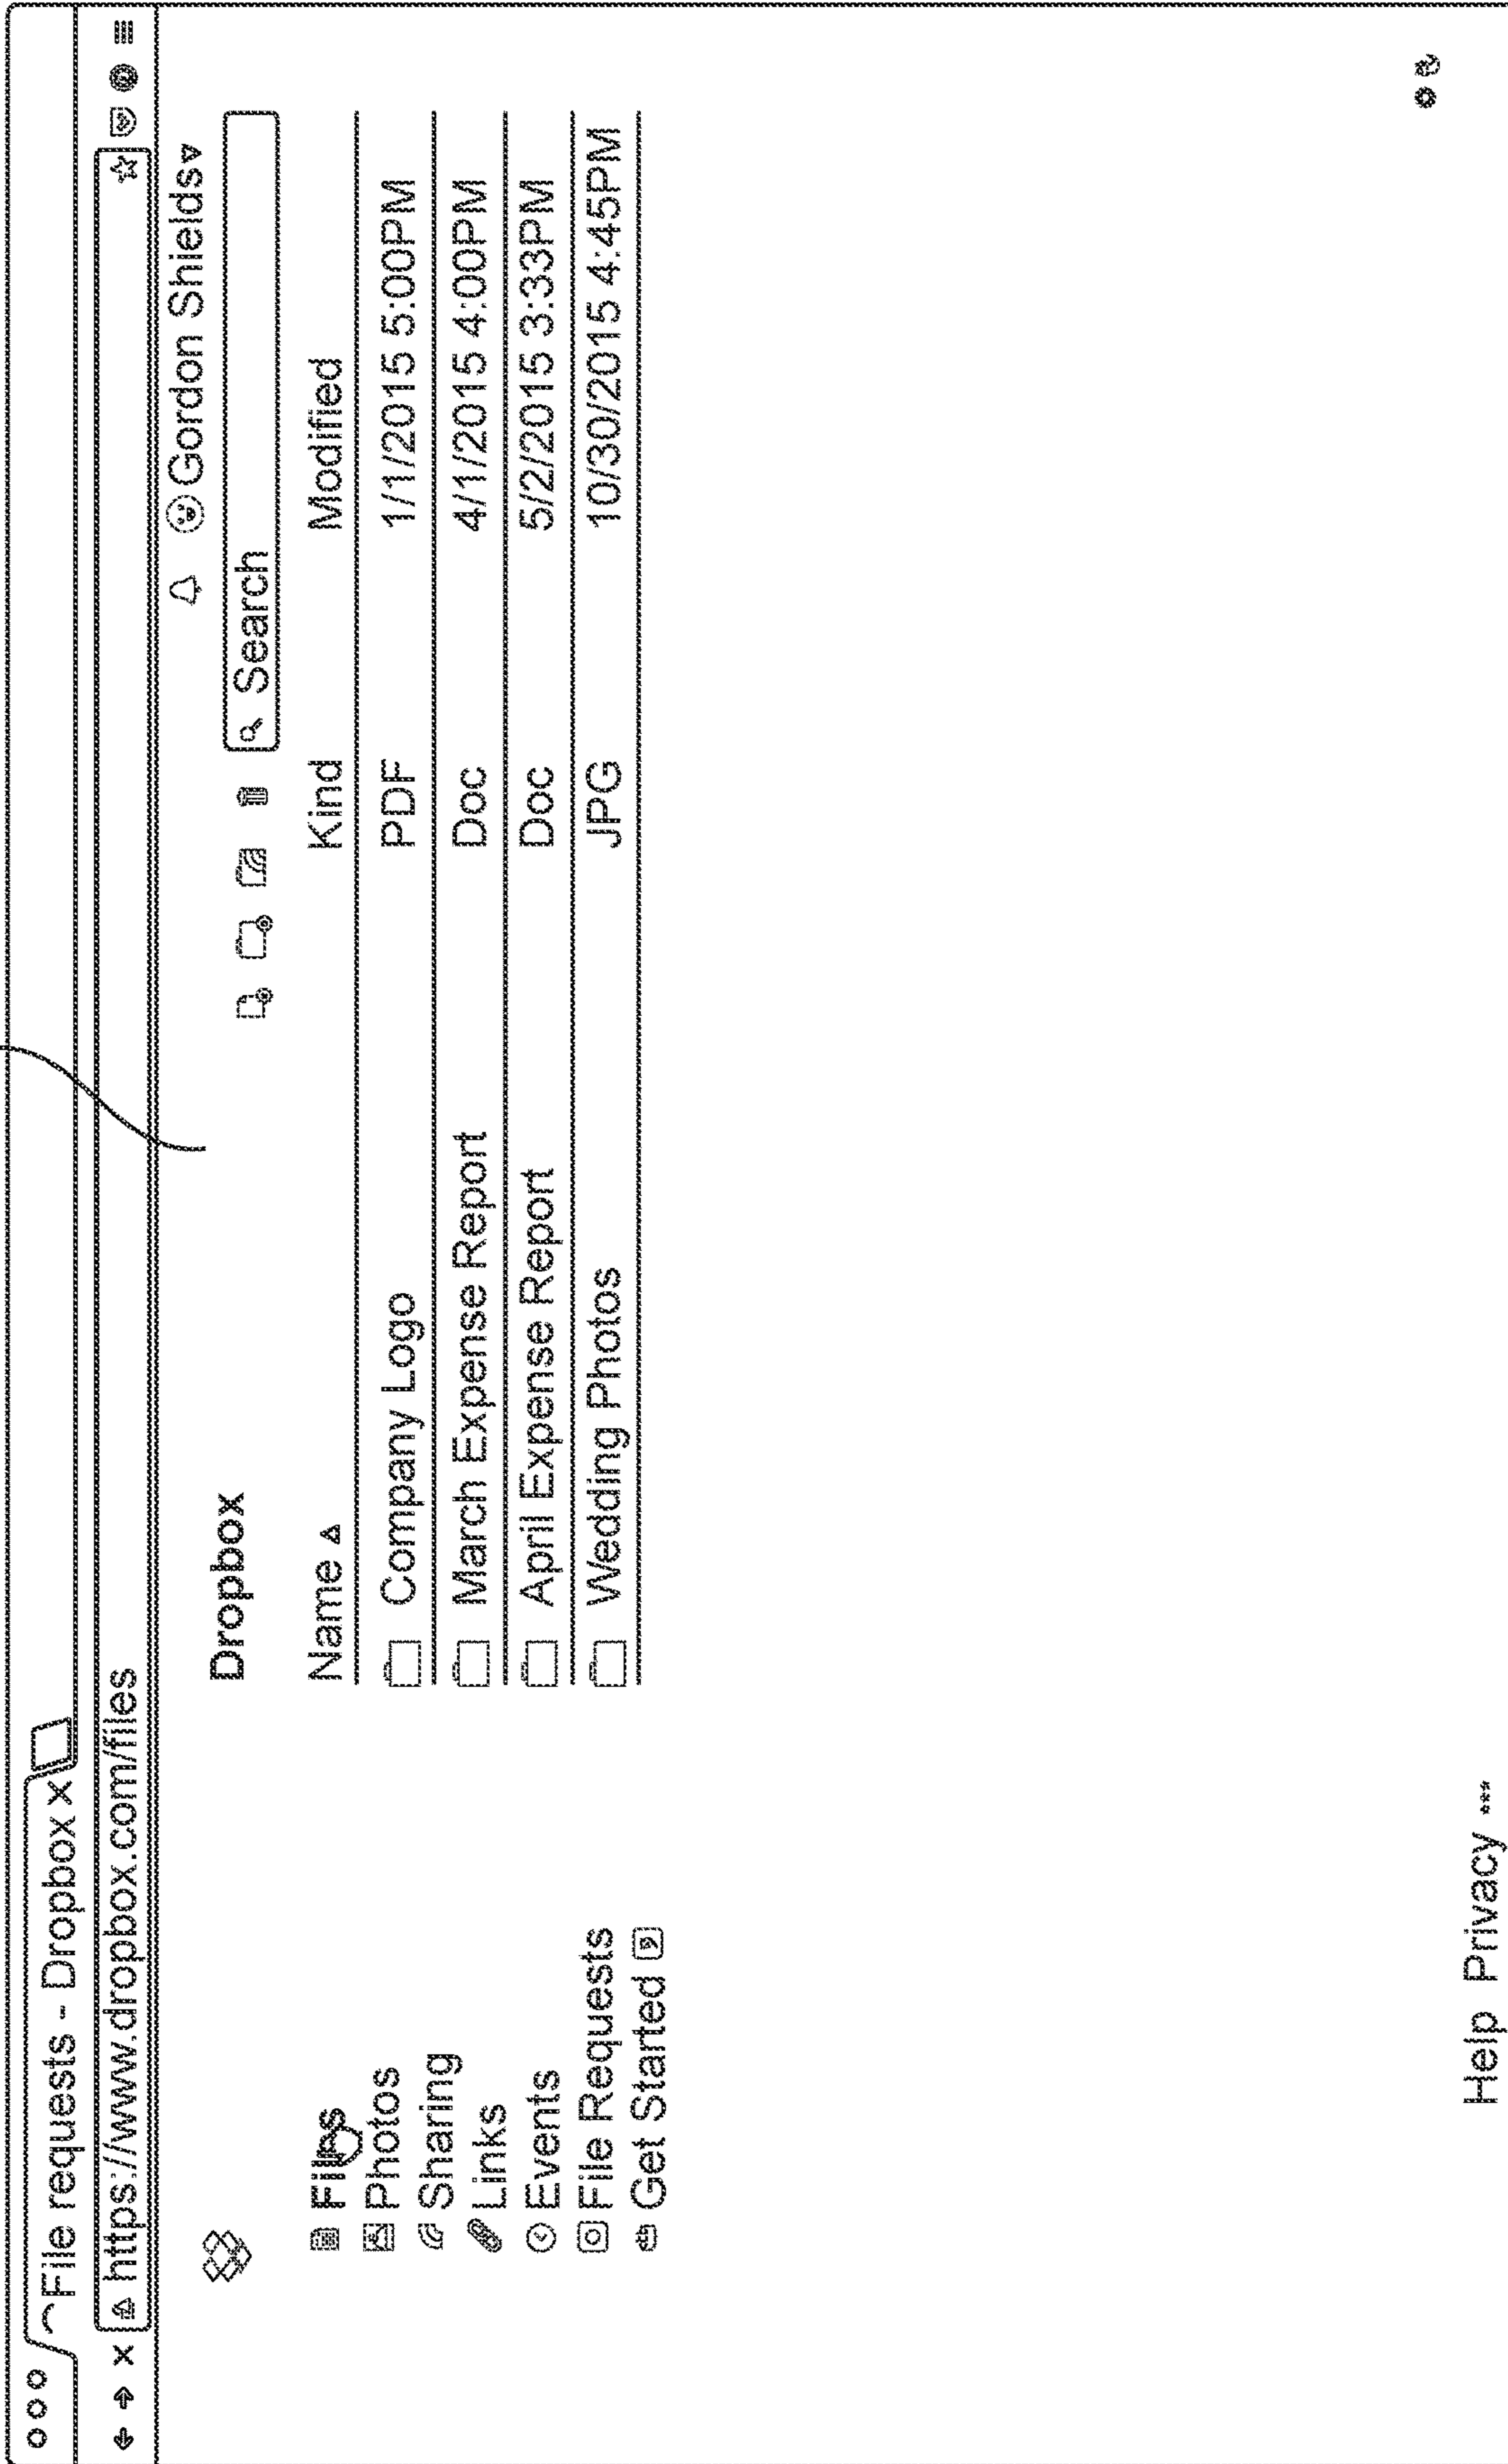 File requests - Dropbox x
https://www.dropbox.com/files
Gordon Shields
Dropbox
Search
Name Kind Modified
Company Logo PDF 1/1/2015 5:00PM
March Expense Report Doc 4/1/2015 4:00PM
April Expense Report Doc 5/2/2015 3:33PM
Wedding Photos JPG 10/30/2015 4:45PM
Files
Photos
Sharing
Links
Events
File Requests
Get Started
Help Privacy